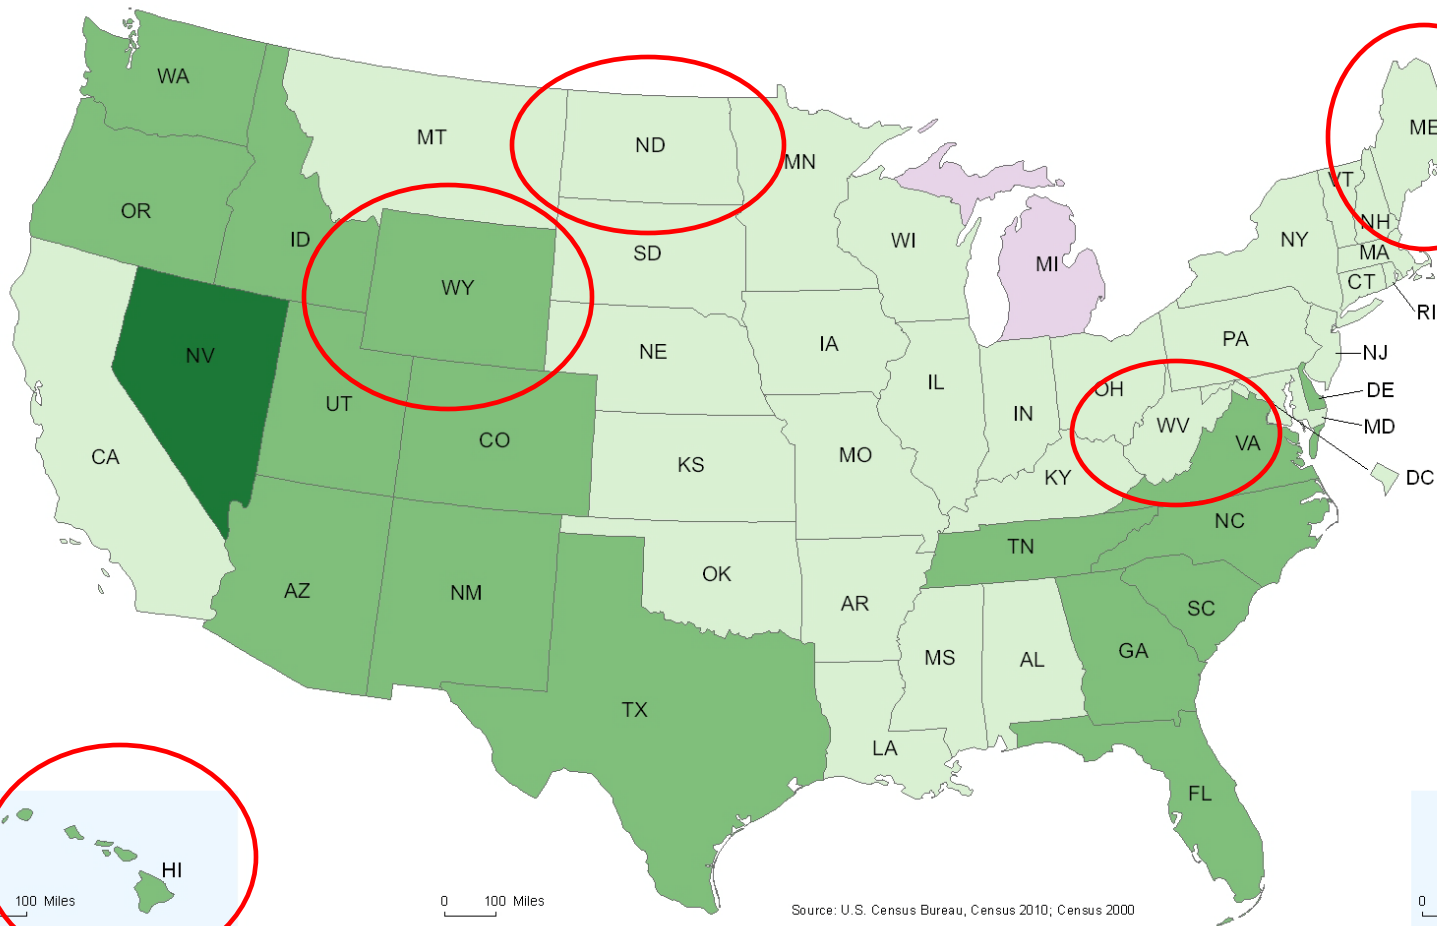 WA
MT
ND
MN
ME
VT
NH
OR
ID
WY
SD
WI
MI
NY
MA
CT
RI
NV
NE
IA
PA
NJ
UT
CO
IL
IN
OH
DE
MD
CA
KS
MO
KY
WV
VA
DC
NC
TN
AZ
NM
OK
AR
SC
MS
AL
GA
TX
LA
FL
HI
100 Miles
0 100 Miles
Source: U.S. Census Bureau, Census 2010; Census 2000
0